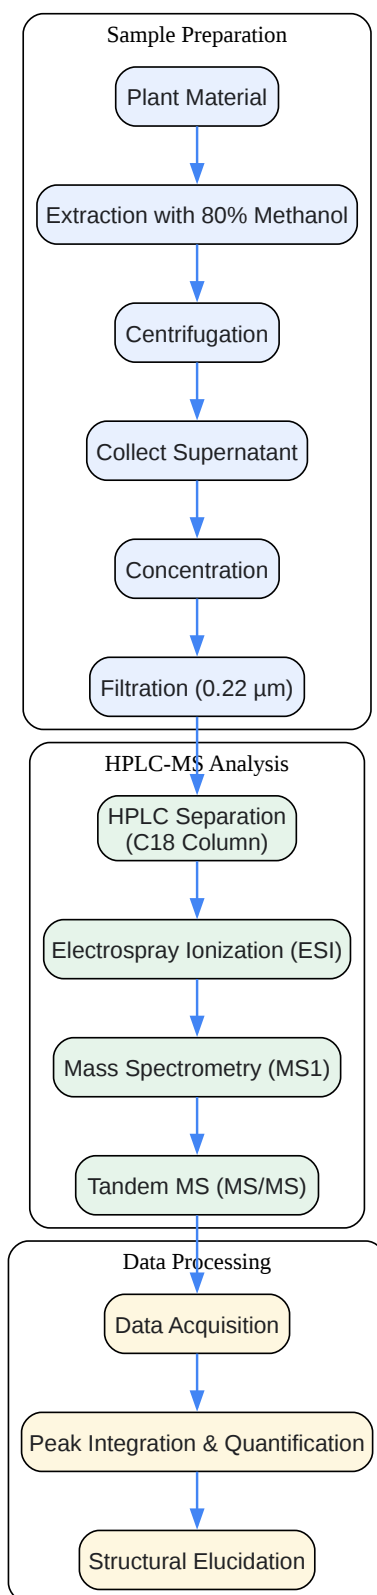 Sample Preparation
Plant Material
Extraction with 80% Methanol
Centrifugation
Collect Supernatant
Concentration
Filtration (0.22 µm)
HPLC-MS Analysis
HPLC Separation
(C18 Column)
Electrospray Ionization (ESI)
Mass Spectrometry (MS1)
Tandem MS (MS/MS)
Data Processing
Data Acquisition
Peak Integration & Quantification
Structural Elucidation